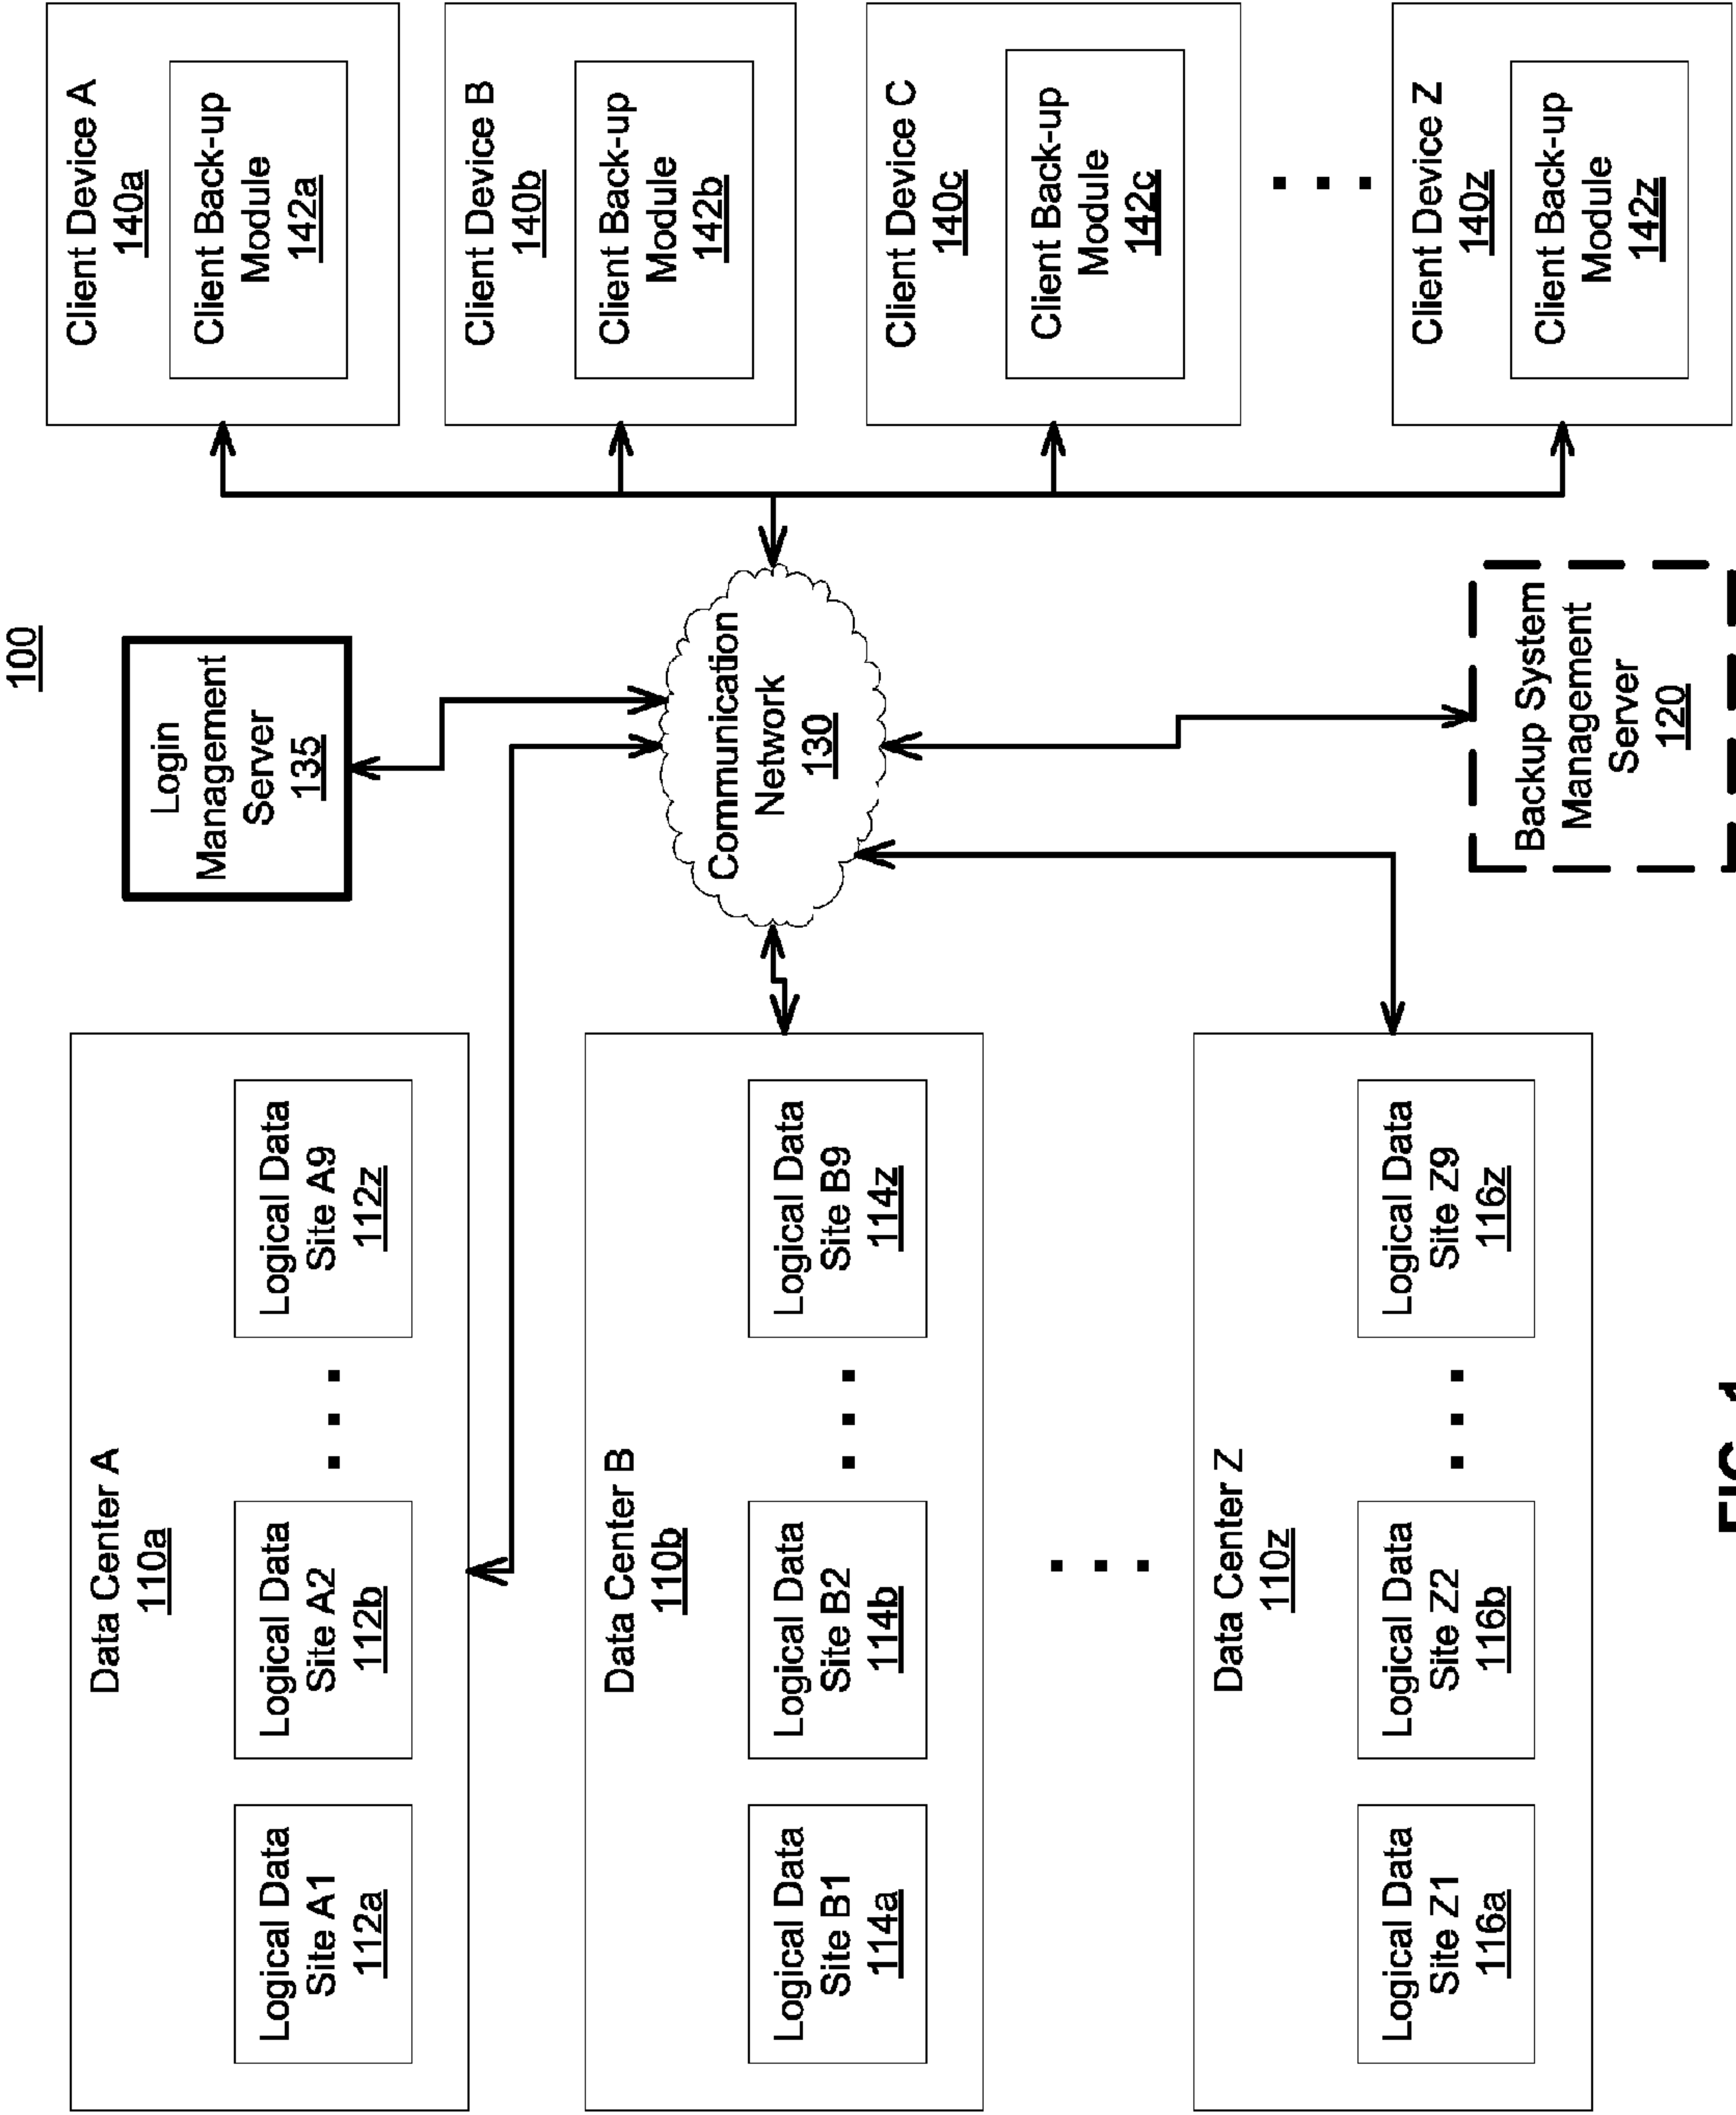 100
Data Center A
110a
Logical Data
Site A1
112a
Logical Data
Site A2
112b
. . .
Logical Data
Site A9
112z
Login
Management
Server
135
Client Device A
140a
Client Back-up
Module
142a
Client Device B
140b
Client Back-up
Module
142b
Data Center B
110b
Logical Data
Site B1
114a
Logical Data
Site B2
114b
. . .
Logical Data
Site B9
114z
Communication
Network
130
Client Device C
140c
Client Back-up
Module
142c
. . .
. . .
Data Center Z
110z
Logical Data
Site Z1
116a
Logical Data
Site Z2
116b
. . .
Logical Data
Site Z9
116z
Backup System
Management
Server
120
Client Device Z
140z
Client Back-up
Module
142z